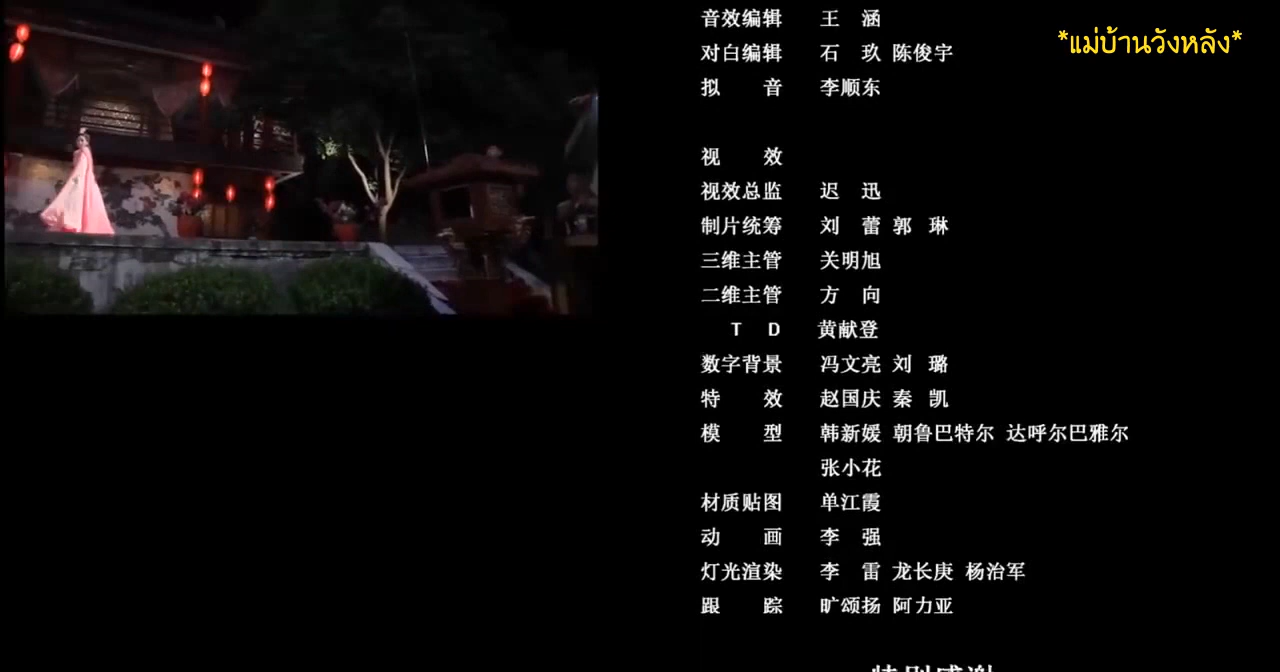 音效编辑 王 涵
*แม่บ้านวังหลัง*
对白编辑 石 玖 陈俊宇
拟 音 李顺东
视 效
视效总监 迟 迅
制片统筹 刘 蕾 郭 琳
三维主管 关明旭
二维主管 方 向
T D 黄献登
数字背景 冯文亮 刘 璐
特 效 赵国庆 秦 凯
模 型 韩新媛 朝鲁巴特尔 达呼尔巴雅尔
张小花
材质贴图 单江霞
动 画 李 强
灯光渲染 李 雷 龙长庚 杨治军
跟 踪 旷颂扬 阿力亚
特别感谢